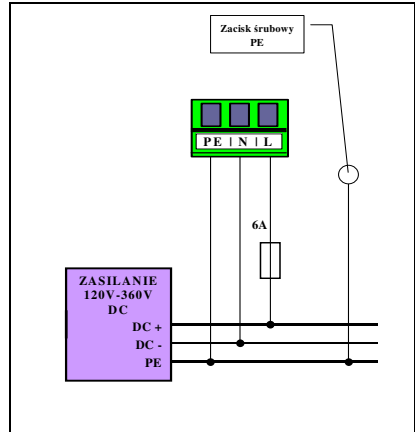 Zacisk śrubowy
PE
PE | N | L
6A
ZASILANIE
120V-360V
DC
DC +
DC -
PE